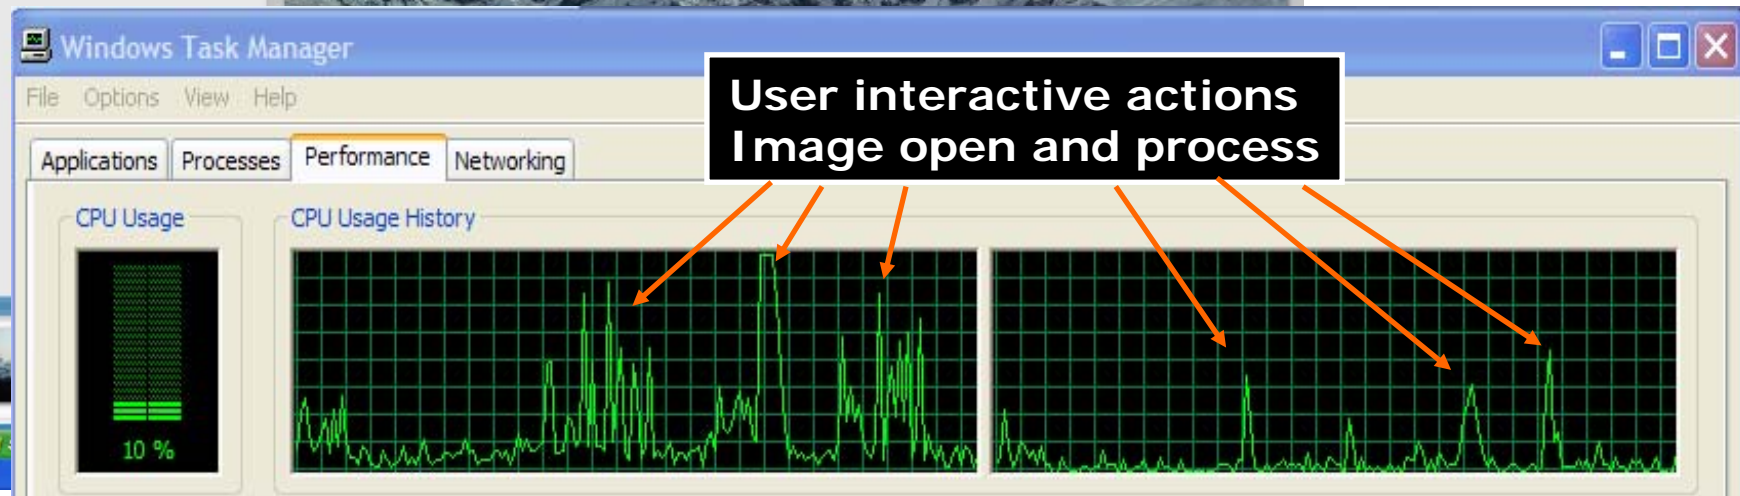 Windows Task Manager
File Options View Help
User interactive actions
Image open and process
Applications Processes Performance Networking
CPU Usage CPU Usage History
10 %